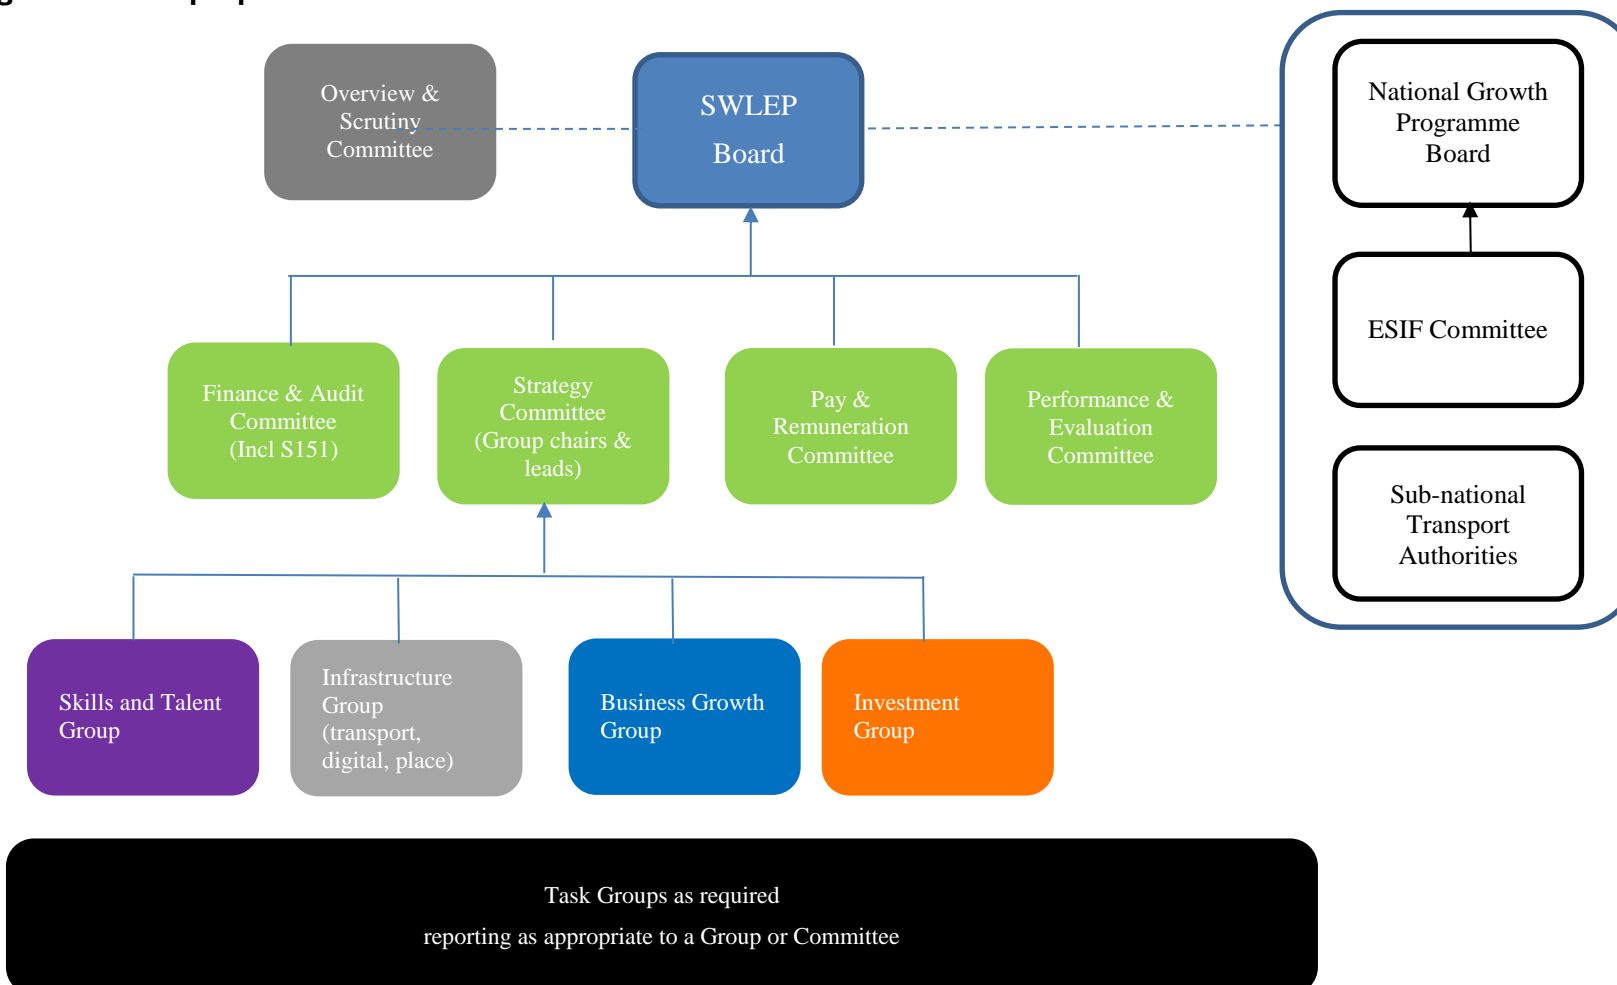 Overview &
Scrutiny
Committee
SWLEP
Board
National Growth
Programme
Board
ESIF Committee
Sub-national
Transport
Authorities
Finance & Audit
Committee
(Incl S151)
Strategy
Committee
(Group chairs &
leads)
Pay &
Remuneration
Committee
Performance &
Evaluation
Committee
Skills and Talent
Group
Infrastructure
Group
(transport,
digital, place)
Business Growth
Group
Investment
Group
Task Groups as required
reporting as appropriate to a Group or Committee